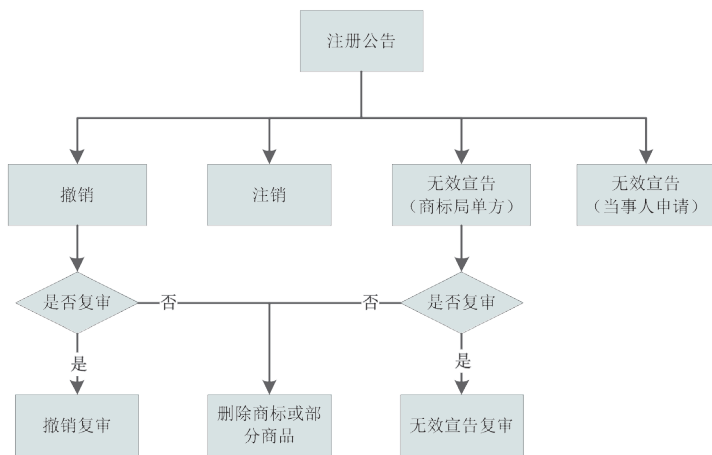 注册公告
撤销
注销
无效宣告
（商标局单方）
无效宣告
（当事人申请）
是否复审
否
否
是否复审
是
是
撤销复审
删除商标或部
分商品
无效宣告复审